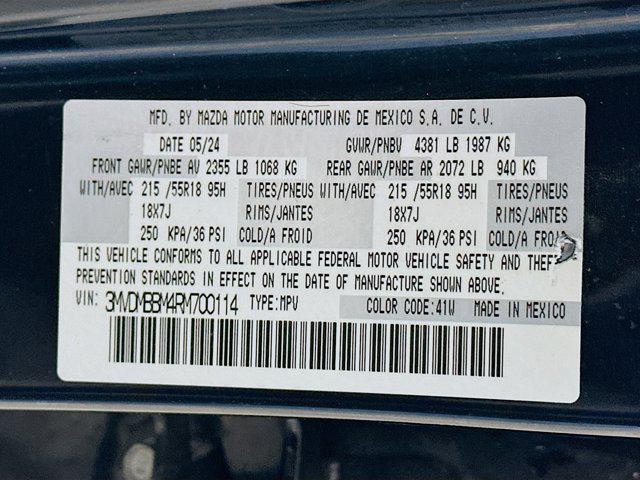 MFD. BY MAZDA MOTOR MANUFACTURING DE MEXICO S.A. DE C.V.
DATE 05/24 GVWR/PNBV 4381 LB 1987 KG
FRONT GAWR/PNBE AV 2355 LB 1068 KG REAR GAWR/PNBE AR 2072 LB 940 KG
WITH/AVEC 215 /55R18 95H TIRES/PNEUS WITH/AVEC 215 /55R18 95H TIRES/PNEUS
18X7J RIMS/JANTES 18X7J RIMS/JANTES
250 KPA/36 PSI COLD/A FROID 250 KPA/36 PSI COLD/A FROID
THIS VEHICLE CONFORMS TO ALL APPLICABLE FEDERAL MOTOR VEHICLE SAFETY AND THEFT
PREVENTION STANDARDS IN EFFECT ON THE DATE OF MANUFACTURE SHOWN ABOVE.
VIN: 3MVDMBBM4RM700114 TYPE:MPV COLOR CODE:41W MADE IN MEXICO